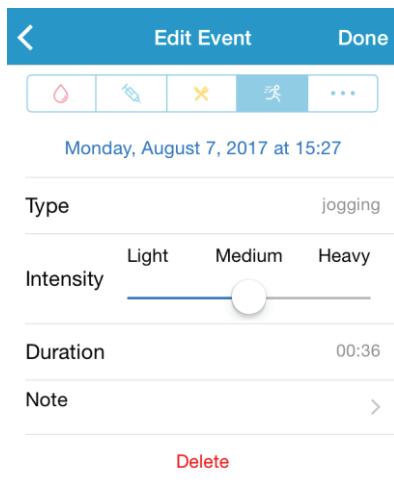 Edit Event Done
Monday, August 7, 2017 at 15:27
Type jogging
Light Medium Heavy
Intensity
Duration 00:36
Note
Delete